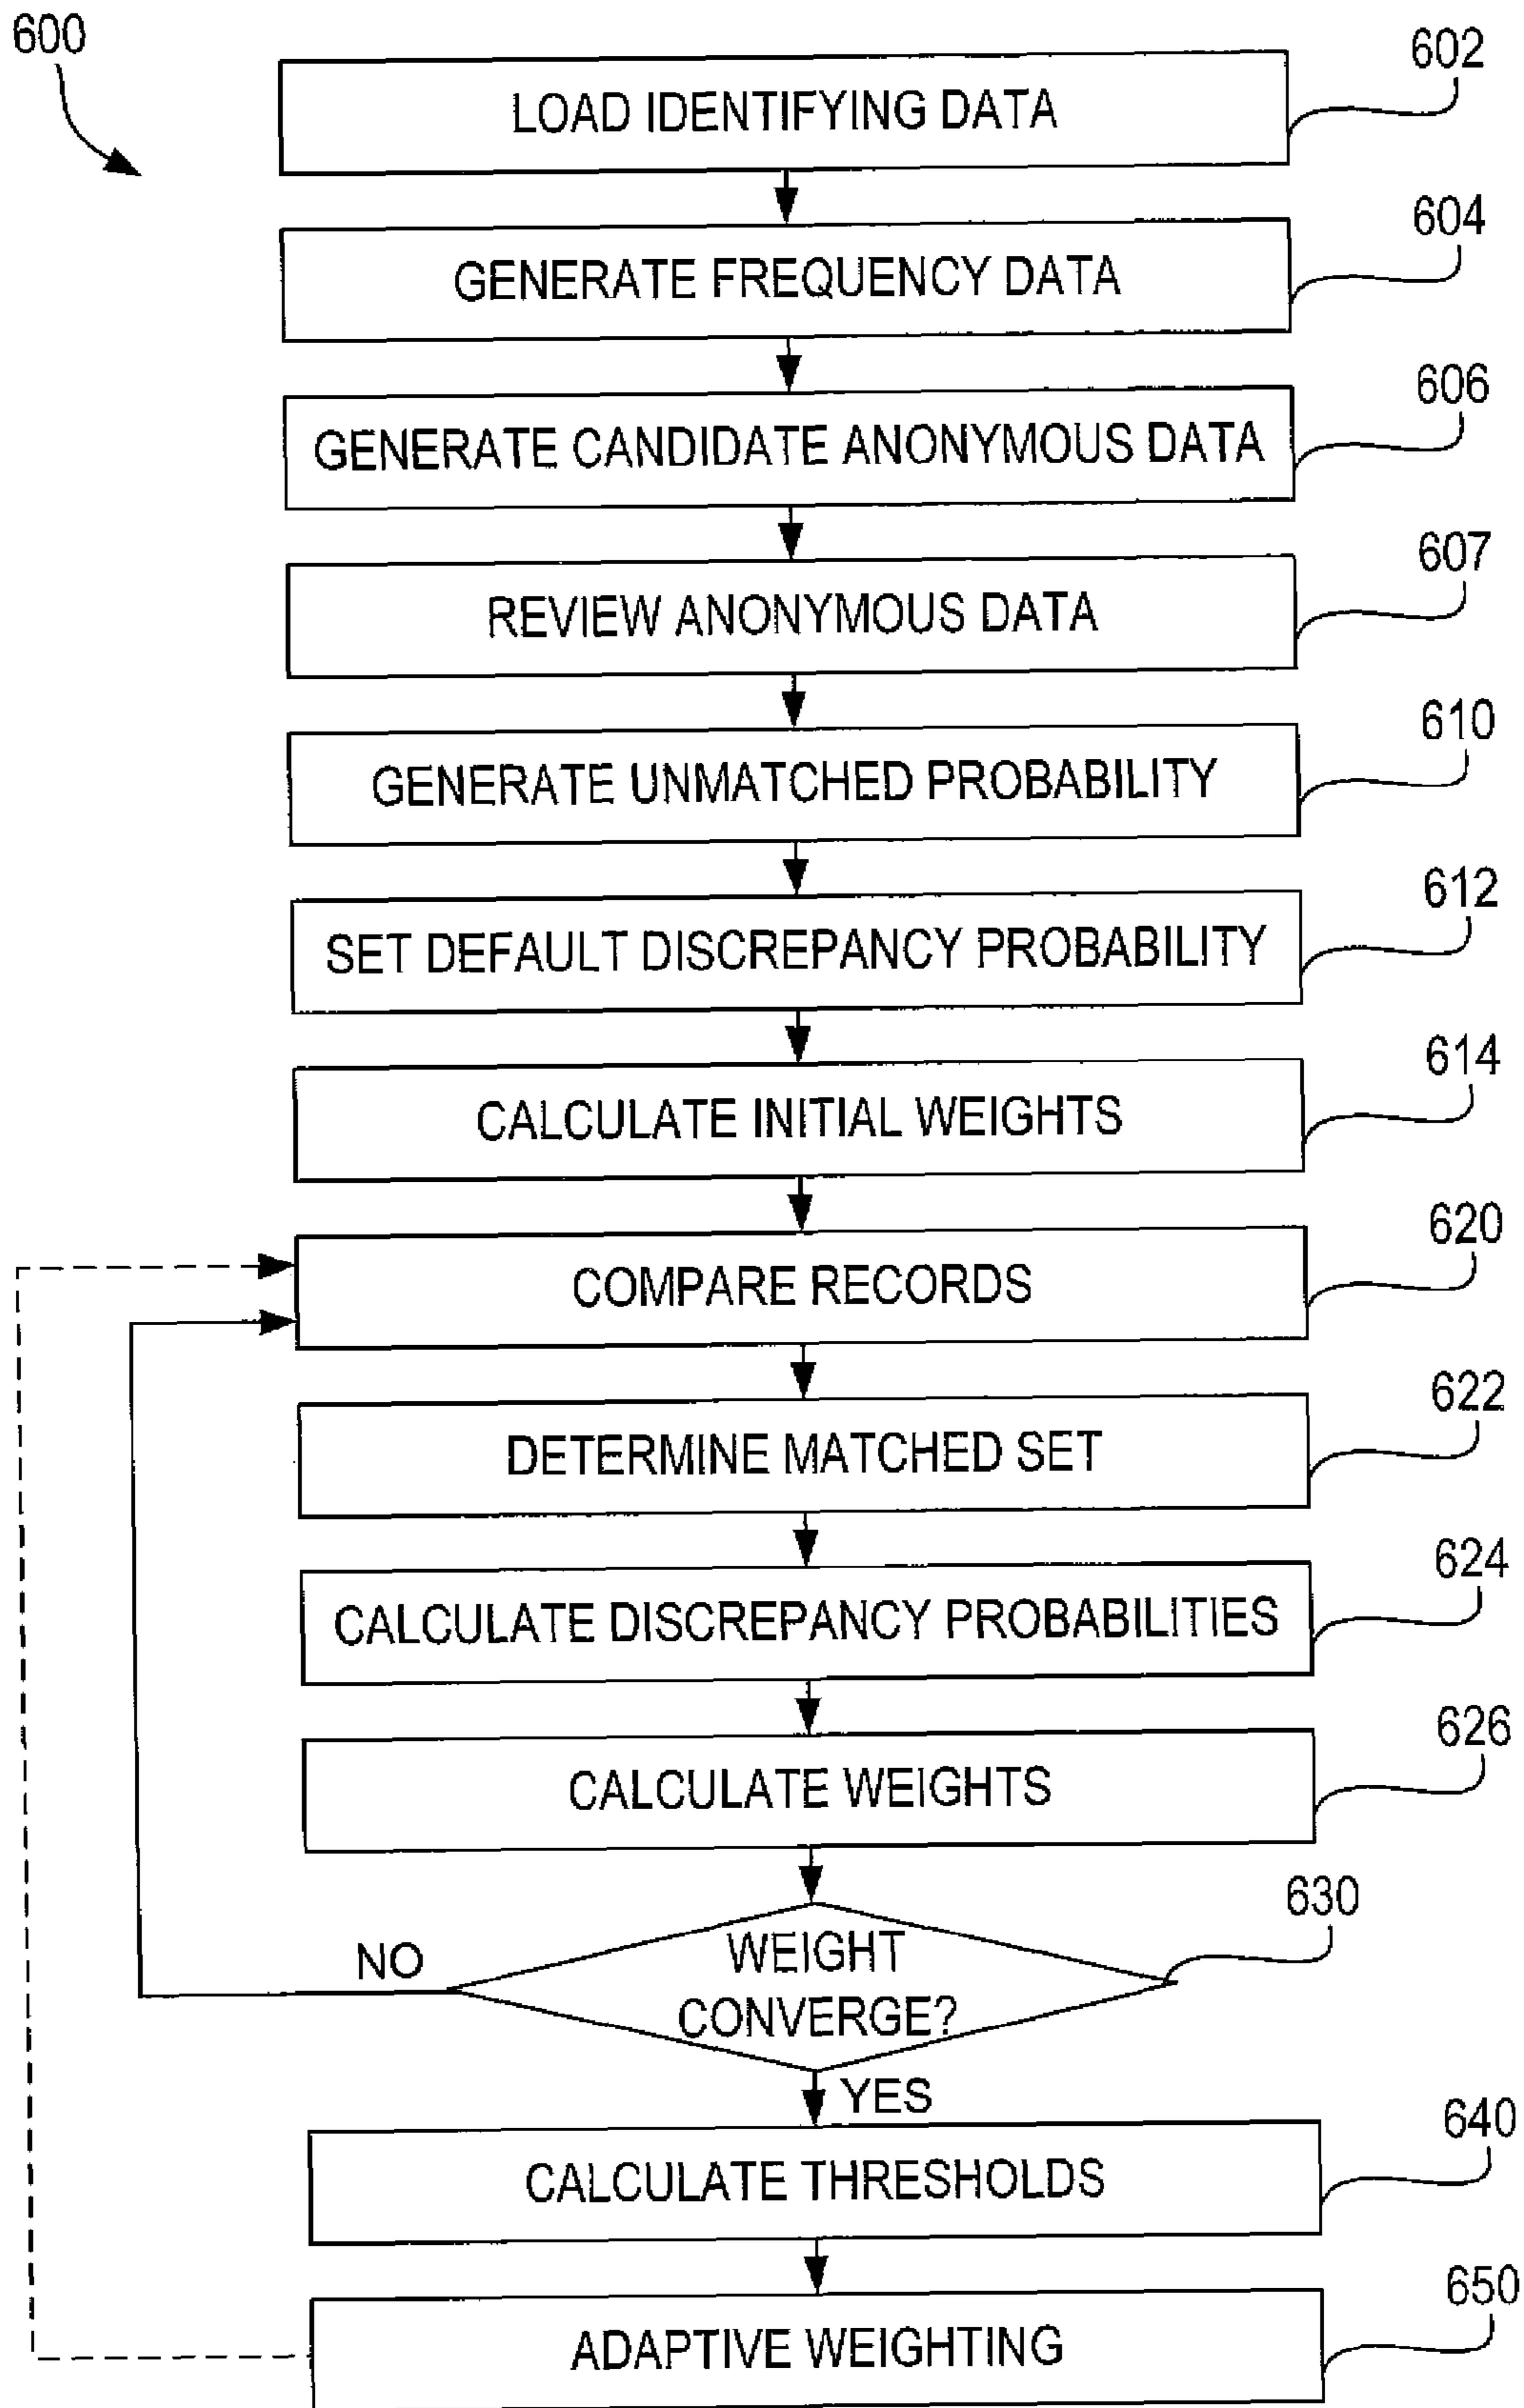 600
602
LOAD IDENTIFYING DATA
604
GENERATE FREQUENCY DATA
606
GENERATE CANDIDATE ANONYMOUS DATA
607
REVIEW ANONYMOUS DATA
610
GENERATE UNMATCHED PROBABILITY
612
SET DEFAULT DISCREPANCY PROBABILITY
614
CALCULATE INITIAL WEIGHTS
620
COMPARE RECORDS
622
DETERMINE MATCHED SET
624
CALCULATE DISCREPANCY PROBABILITIES
626
CALCULATE WEIGHTS
630
NO
WEIGHT
CONVERGE?
YES
640
CALCULATE THRESHOLDS
650
ADAPTIVE WEIGHTING